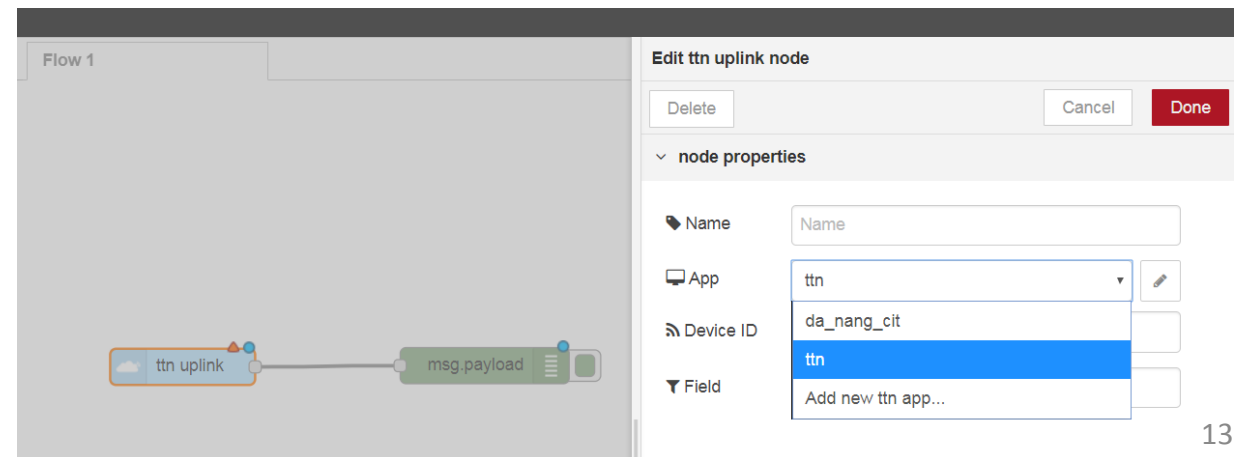 Flow 1
Edit ttn uplink node
Delete
Cancel
Done
node properties
Name
Name
App
ttn
da_nang_cit
Device ID
ttn
Field
Add new ttn app...
ttn uplink
msg.payload
13